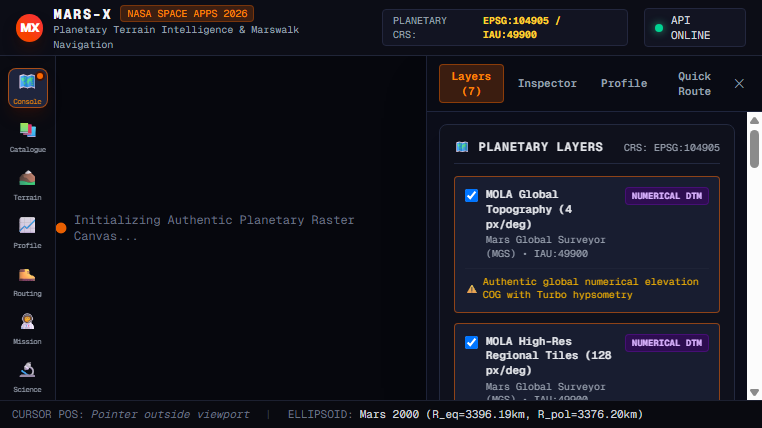 MX
MARS-X
NASA SPACE APPS 2026
Planetary Terrain Intelligence & Marswalk
Navigation
PLANETARY
CRS:
EPSG:104905 /
IAU:49900
API
ONLINE
Console
Catalogue
Terrain
Profile
Routing
Mission
Science
Initializing Authentic Planetary Raster
Canvas...
Layers
(7)
Inspector
Profile
Quick
Route
PLANETARY LAYERS
CRS: EPSG:104905
MOLA Global
Topography (4
px/deg)
NUMERICAL DTM
Mars Global Surveyor
(MGS) • IAU:49900
Authentic global numerical elevation
COG with Turbo hypsometry
MOLA High-Res
Regional Tiles (128
px/deg)
NUMERICAL DTM
Mars Global Surveyor
(MGS) • IAU:49900
CURSOR POS: Pointer outside viewport | ELLIPSOID: Mars 2000 (R_eq=3396.19km, R_pol=3376.20km)